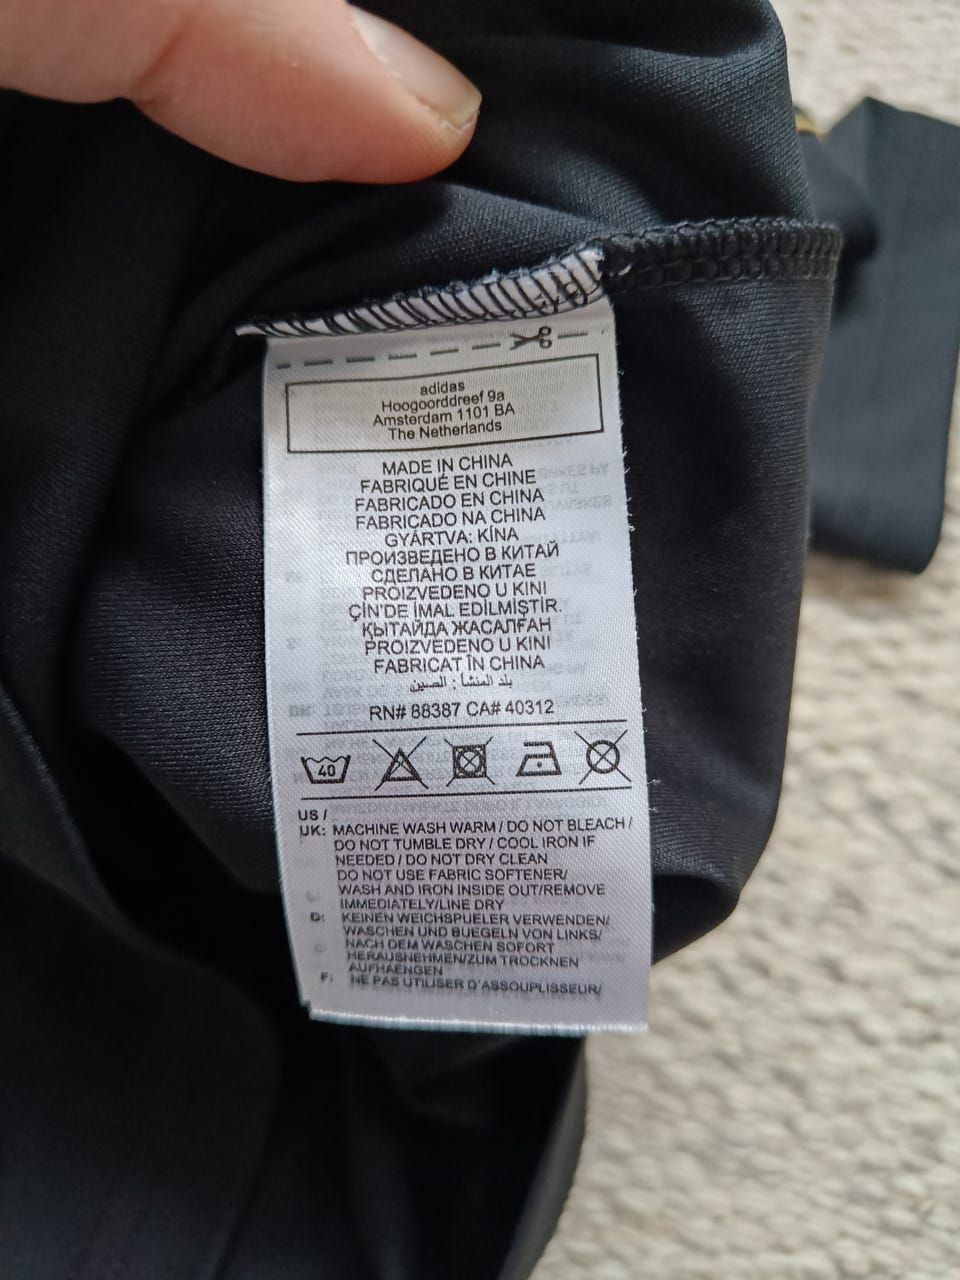 adidas
Hoogoorddreef 9a
Amsterdam 1101 BA
The Netherlands
MADE IN CHINA
FABRIQUÉ EN CHINE
FABRICADO EN CHINA
FABRICADO NA CHINA
GYÁRTVA: KÍNA
ПРОИЗВЕДЕНО В КИТАЙ
СДЕЛАНО В КИТАЕ
PROIZVEDENO U KINI
ÇİN'DE İMAL EDİLMİŞTİR.
ҚЫТАЙДА ЖАСАЛҒАН
PROIZVEDENO U KINI
FABRICAT ÎN CHINA
بلد المنشأ : الصين
RN# 88387 CA# 40312
40
US /
UK: MACHINE WASH WARM / DO NOT BLEACH /
DO NOT TUMBLE DRY / COOL IRON IF
NEEDED / DO NOT DRY CLEAN
DO NOT USE FABRIC SOFTENER/
WASH AND IRON INSIDE OUT/REMOVE
IMMEDIATELY/LINE DRY
D: KEINEN WEICHSPUELER VERWENDEN/
WASCHEN UND BUEGELN VON LINKS/
NACH DEM WASCHEN SOFORT
HERAUSNEHMEN/ZUM TROCKNEN
AUFHAENGEN
F: NE PAS UTILISER D'ASSOUPLISSEUR/